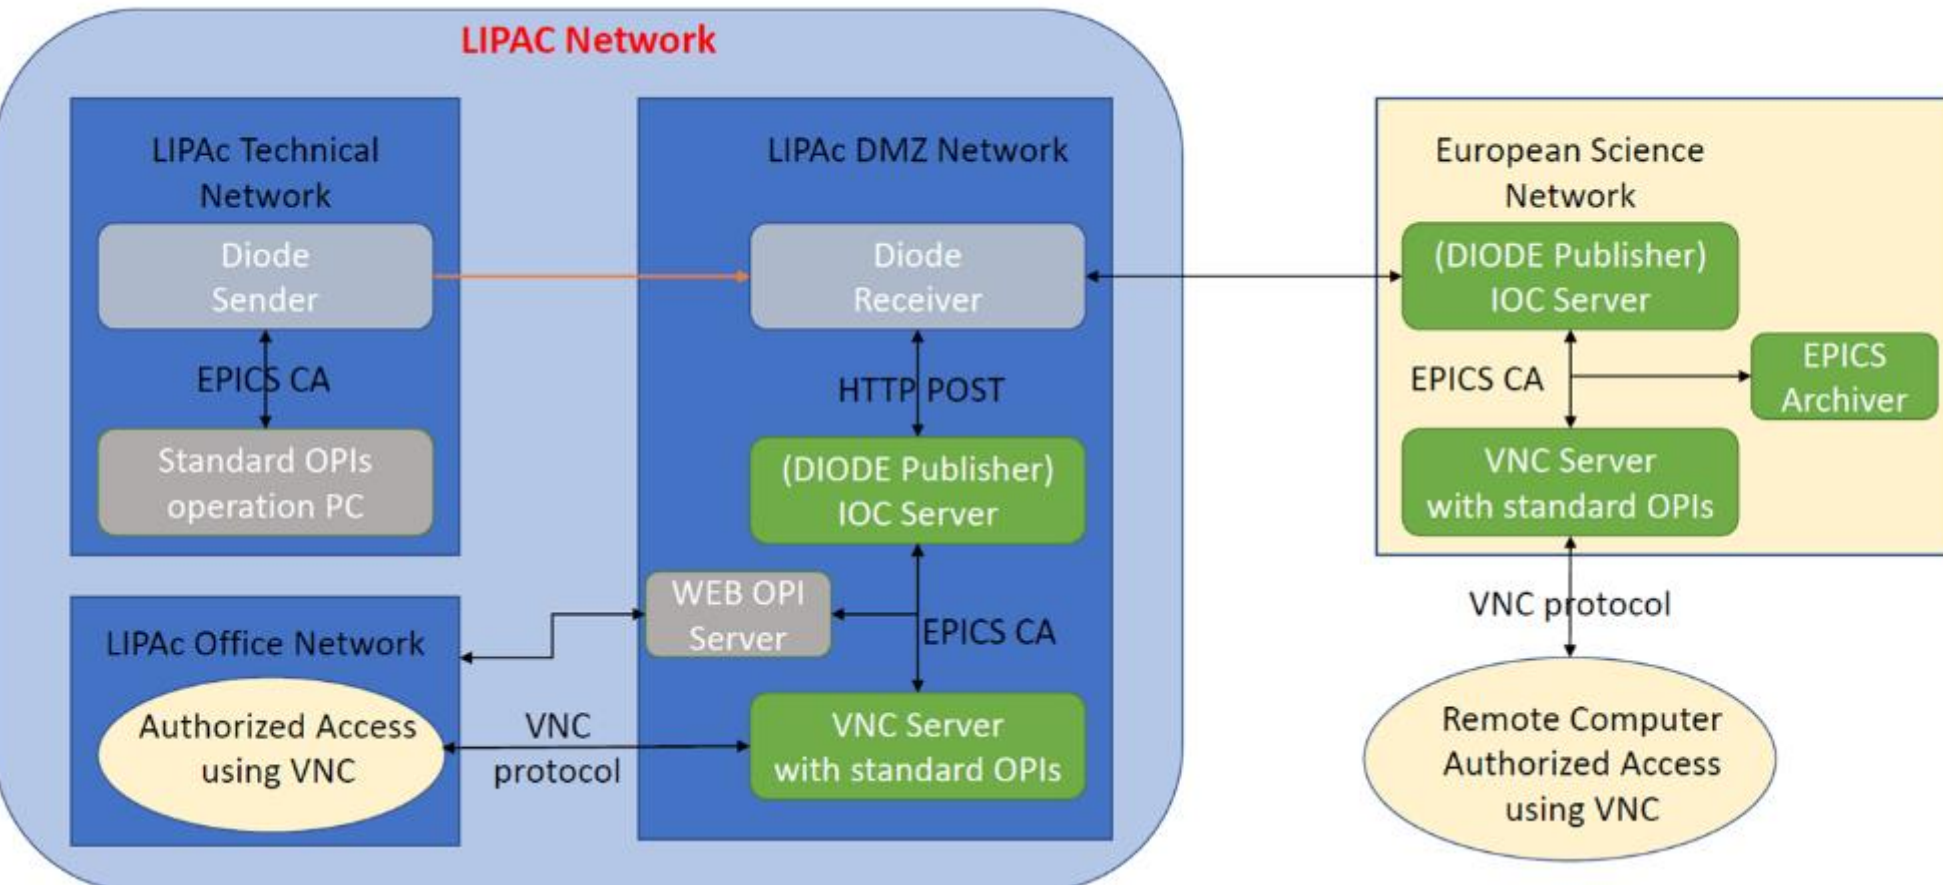 LIPAC Network
LIPAc Technical
Network
Diode
Sender
EPICS CA
Standard OPIs
operation PC
LIPAc Office Network
Authorized Access
using VNC
VNC
protocol
LIPAc DMZ Network
Diode
Receiver
HTTP POST
(DIODE Publisher)
IOC Server
WEB OPI
Server
EPICS CA
VNC Server
with standard OPIs
European Science
Network
(DIODE Publisher)
IOC Server
EPICS CA
EPICS
Archiver
VNC Server
with standard OPIs
VNC protocol
Remote Computer
Authorized Access
using VNC